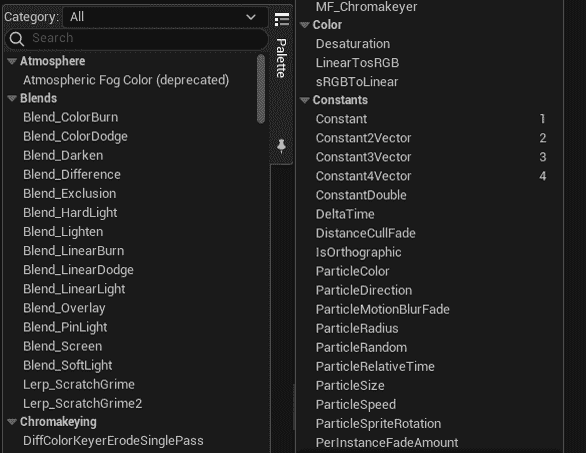 Category: All
Search
Atmosphere
Atmospheric Fog Color (deprecated)
Blends
Blend_ColorBurn
Blend_ColorDodge
Blend_Darken
Blend_Difference
Blend_Exclusion
Blend_HardLight
Blend_Lighten
Blend_LinearBurn
Blend_LinearDodge
Blend_LinearLight
Blend_Overlay
Blend_PinLight
Blend_Screen
Blend_SoftLight
Lerp_ScratchGrime
Lerp_ScratchGrime2
Chromakeying
DiffColorKeyerErodeSinglePass
Palette
MF_Chromakeyer
Color
Desaturation
LinearTosRGB
sRGBToLinear
Constants
Constant 1
Constant2Vector 2
Constant3Vector 3
Constant4Vector 4
ConstantDouble
DeltaTime
DistanceCullFade
IsOrthographic
ParticleColor
ParticleDirection
ParticleMotionBlurFade
ParticleRadius
ParticleRandom
ParticleRelativeTime
ParticleSize
ParticleSpeed
ParticleSpriteRotation
PerInstanceFadeAmount